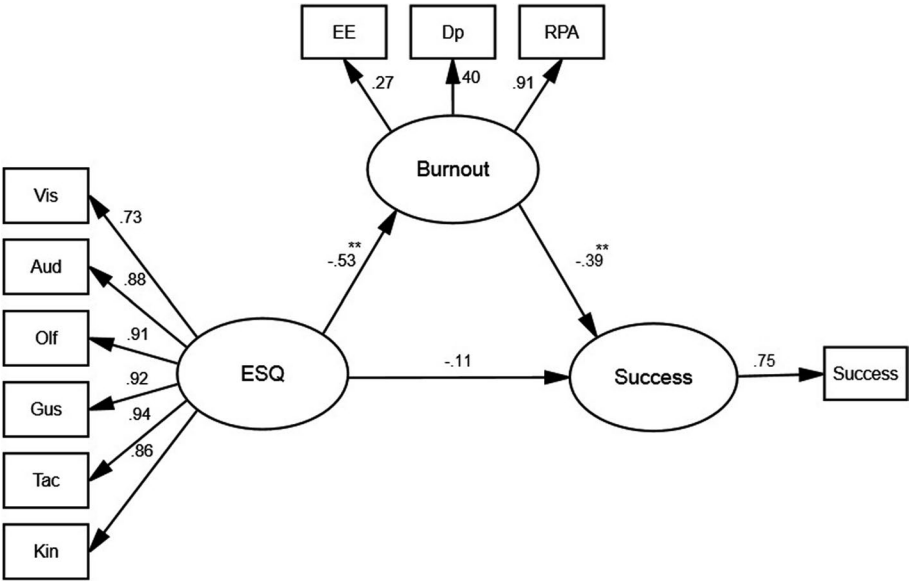 EE
Dp
RPA
.27
.40
.91
Burnout
Vis
.73
**
-.53
**
-.39
Aud
.88
Olf
.91
ESQ
-.11
Success
.75
Success
Gus
.92
.94
Tac
.86
Kin